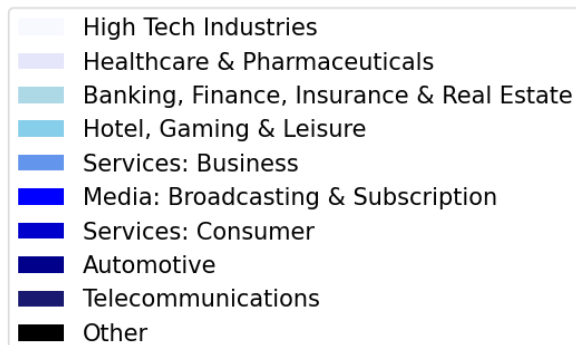 High Tech Industries
Healthcare & Pharmaceuticals
Banking, Finance, Insurance & Real Estate
Hotel, Gaming & Leisure
Services: Business
Media: Broadcasting & Subscription
Services: Consumer
Automotive
Telecommunications
Other